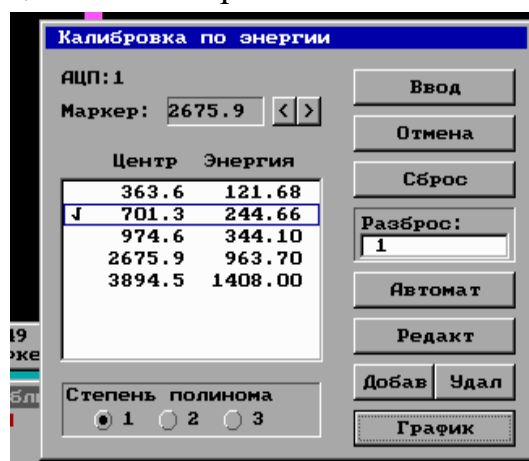 Калибровка по энергии
АЦП:1
Маркер: 2675.9 < >
Центр Энергия
363.6 121.68
√ 701.3 244.66
974.6 344.10
2675.9 963.70
3894.5 1408.00
Степень полинома
1 2 3
Ввод
Отмена
Сброс
Разброс:
1
Автомат
Редакт
Добав Удал
График